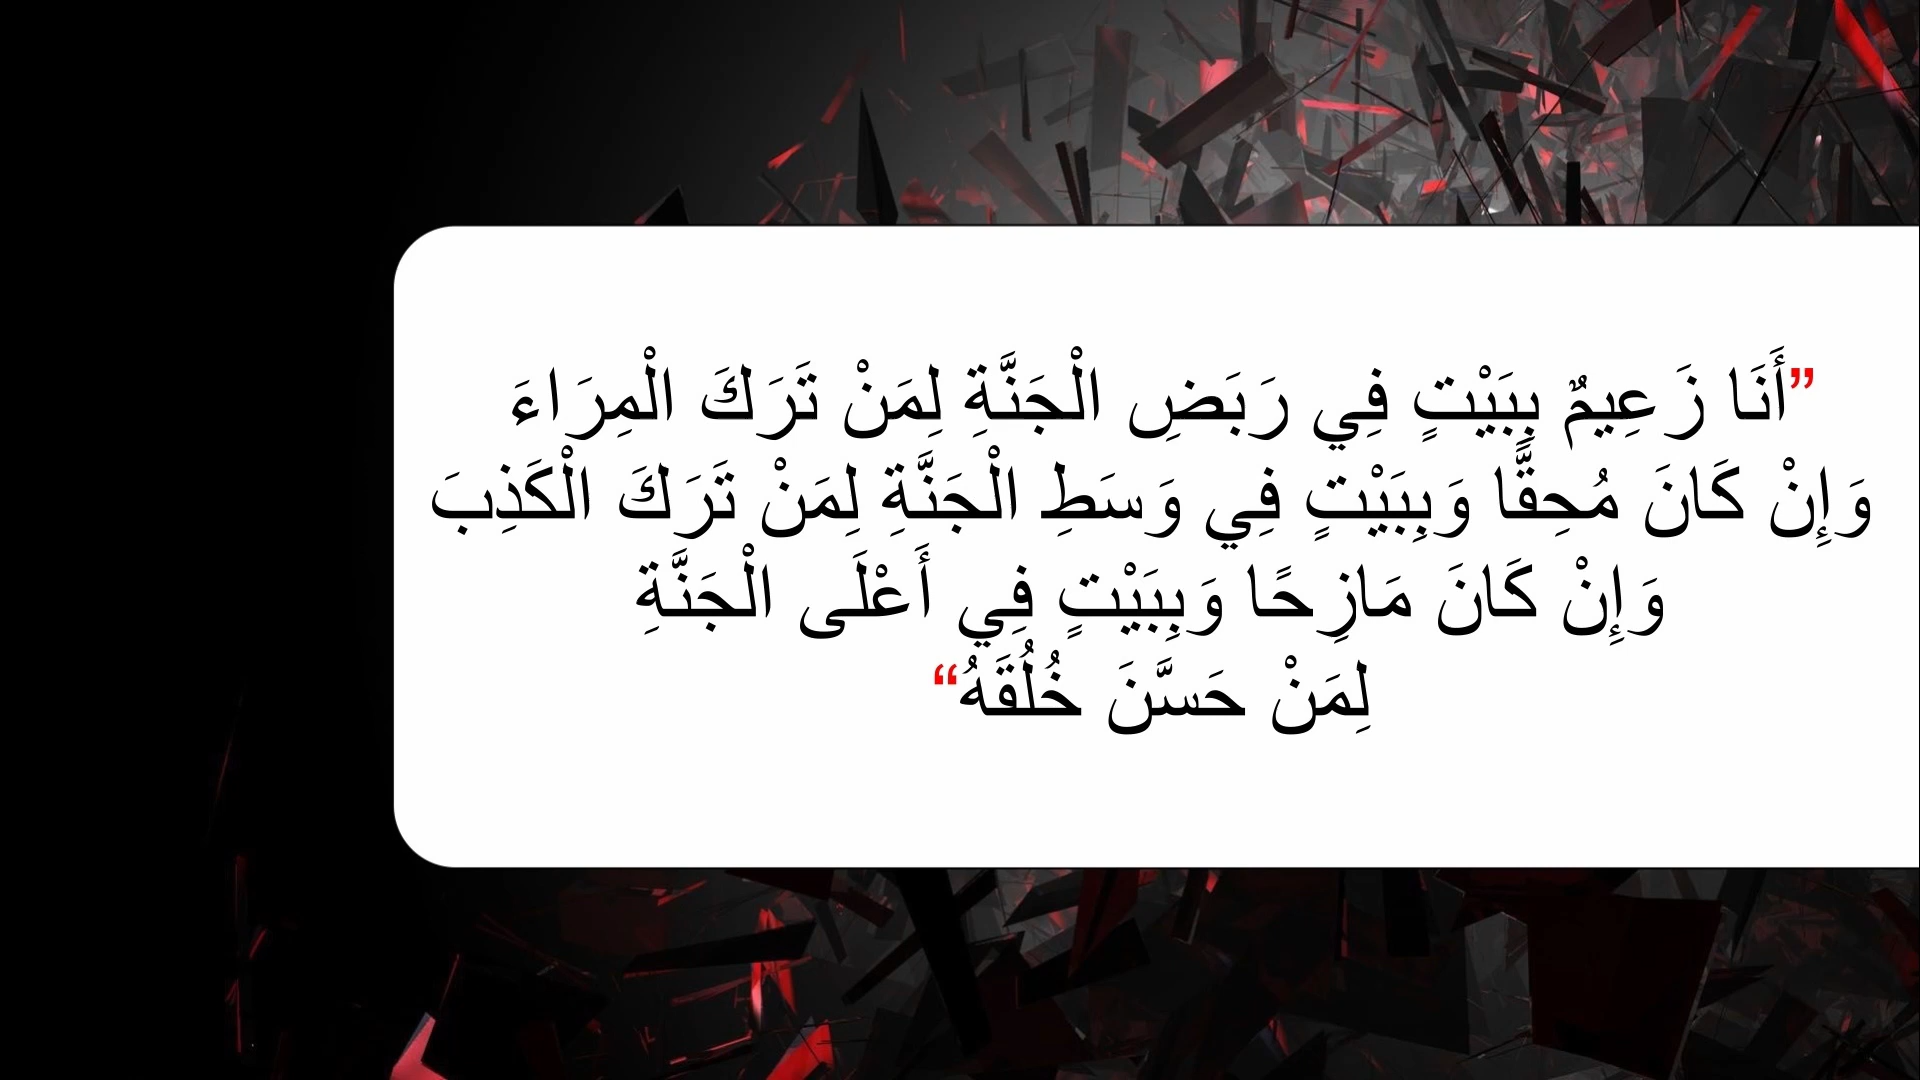 ”أَنَا زَعِيمٌ بِبَيْتٍ فِي رَبَضِ الْجَنَّةِ لِمَنْ تَرَكَ الْمِرَاءَ
وَإِنْ كَانَ مُحِقًّا وَبِبَيْتٍ فِي وَسَطِ الْجَنَّةِ لِمَنْ تَرَكَ الْكَذِبَ
وَإِنْ كَانَ مَازِحًا وَبِبَيْتٍ فِي أَعْلَى الْجَنَّةِ
لِمَنْ حَسَّنَ خُلُقَهُ“